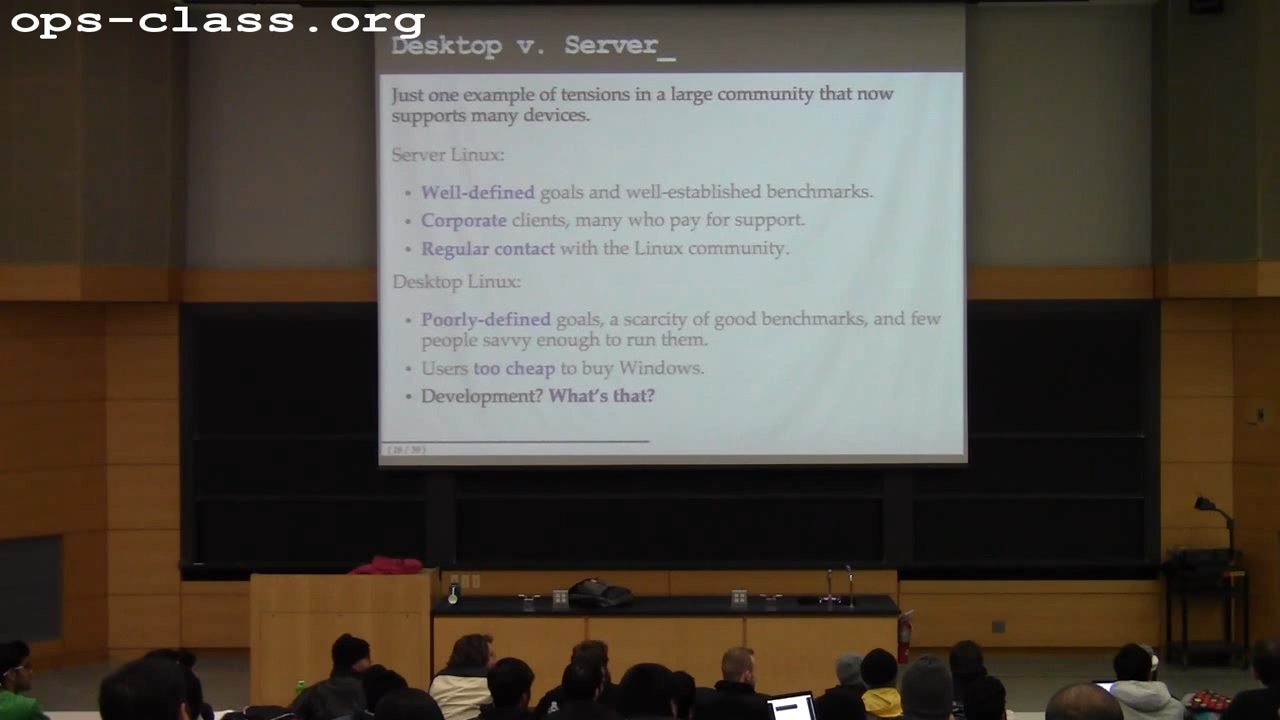 ops-class.org
Desktop v. Server_
Just one example of tensions in a large community that now
supports many devices.
Server Linux:
• Well-defined goals and well-established benchmarks.
• Corporate clients, many who pay for support.
• Regular contact with the Linux community.
Desktop Linux:
• Poorly-defined goals, a scarcity of good benchmarks, and few
people savvy enough to run them.
• Users too cheap to buy Windows.
• Development? What's that?